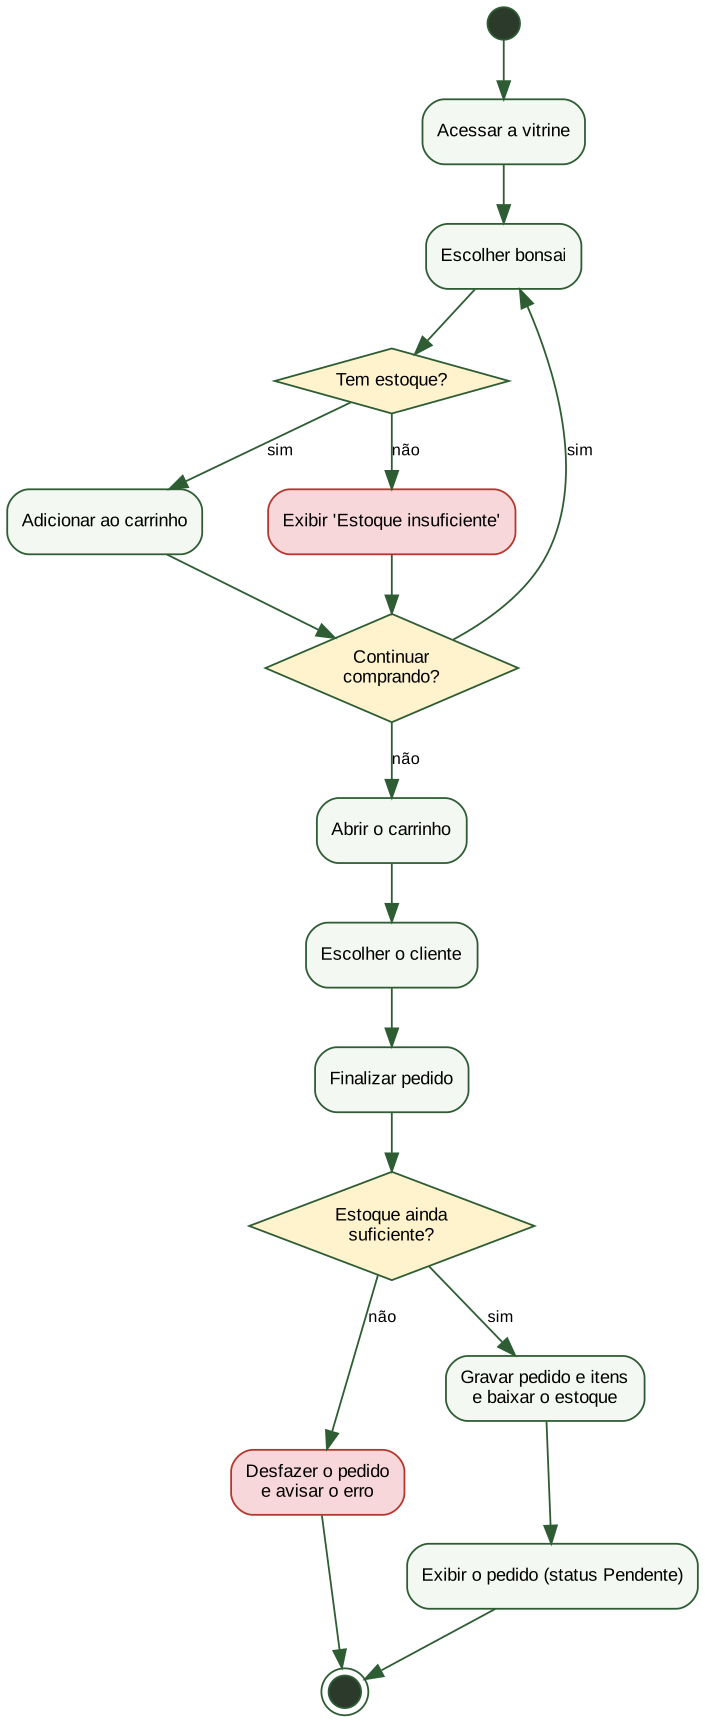 Acessar a vitrine
Escolher bonsai
Tem estoque?
sim
não
sim
Adicionar ao carrinho
Exibir 'Estoque insuficiente'
Continuar
comprando?
não
Abrir o carrinho
Escolher o cliente
Finalizar pedido
Estoque ainda
suficiente?
não
sim
Gravar pedido e itens
e baixar o estoque
Desfazer o pedido
e avisar o erro
Exibir o pedido (status Pendente)